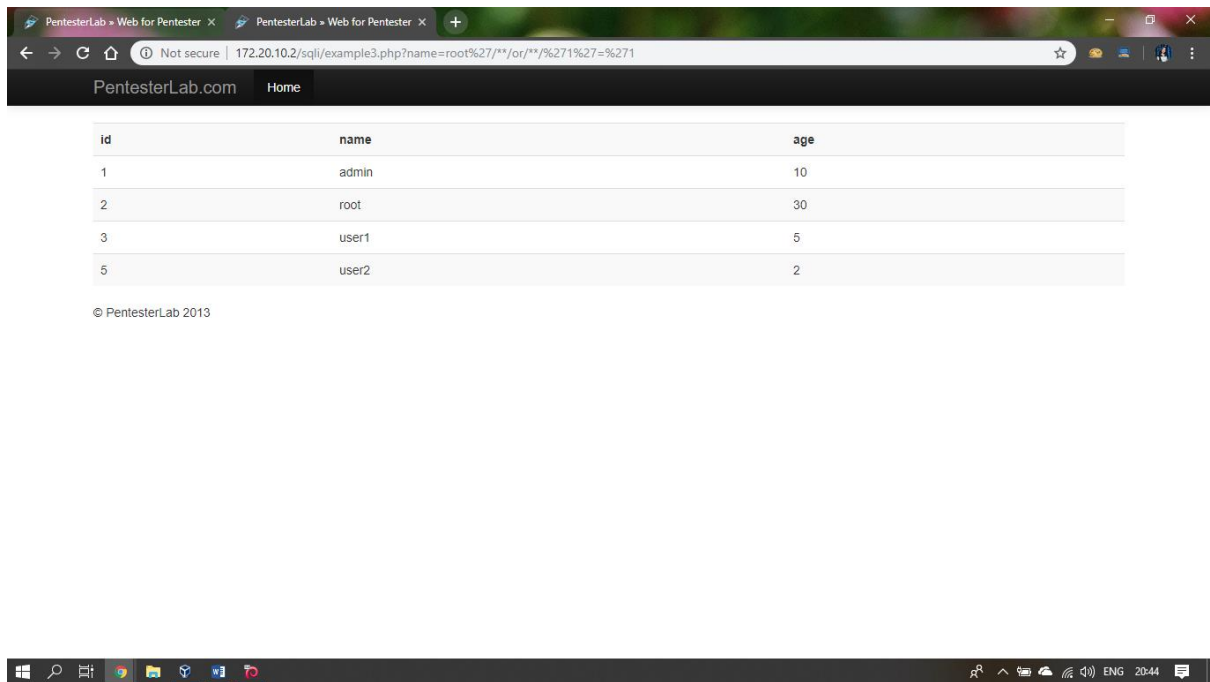 PentesterLab » Web for Pentester PentesterLab » Web for Pentester
Not secure | 172.20.10.2/sqli/example3.php?name=root%27/**/or/**/%271%27=%271
PentesterLab.com Home
id name age
1 admin 10
2 root 30
3 user1 5
5 user2 2
© PentesterLab 2013
ENG 20:44